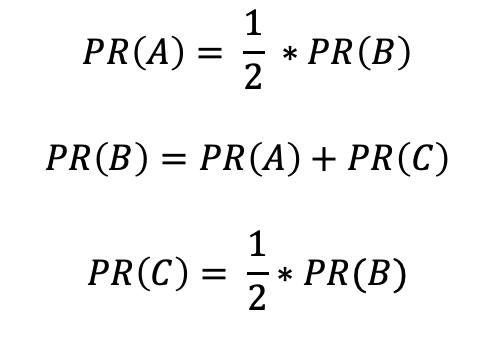 PR(A) = 1/2 * PR(B)
PR(B) = PR(A) + PR(C)
PR(C) = 1/2 * PR(B)